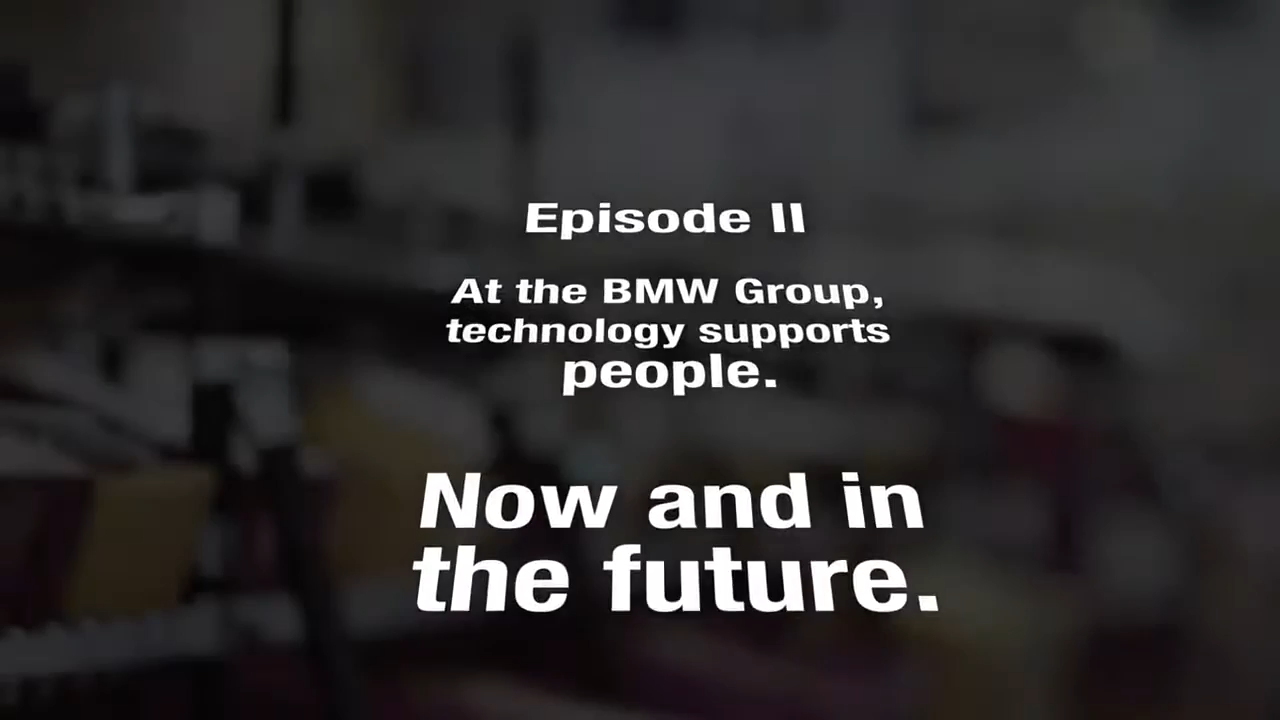 Episode II
At the BMW Group,
technology supports
people.
Now and in
the future.